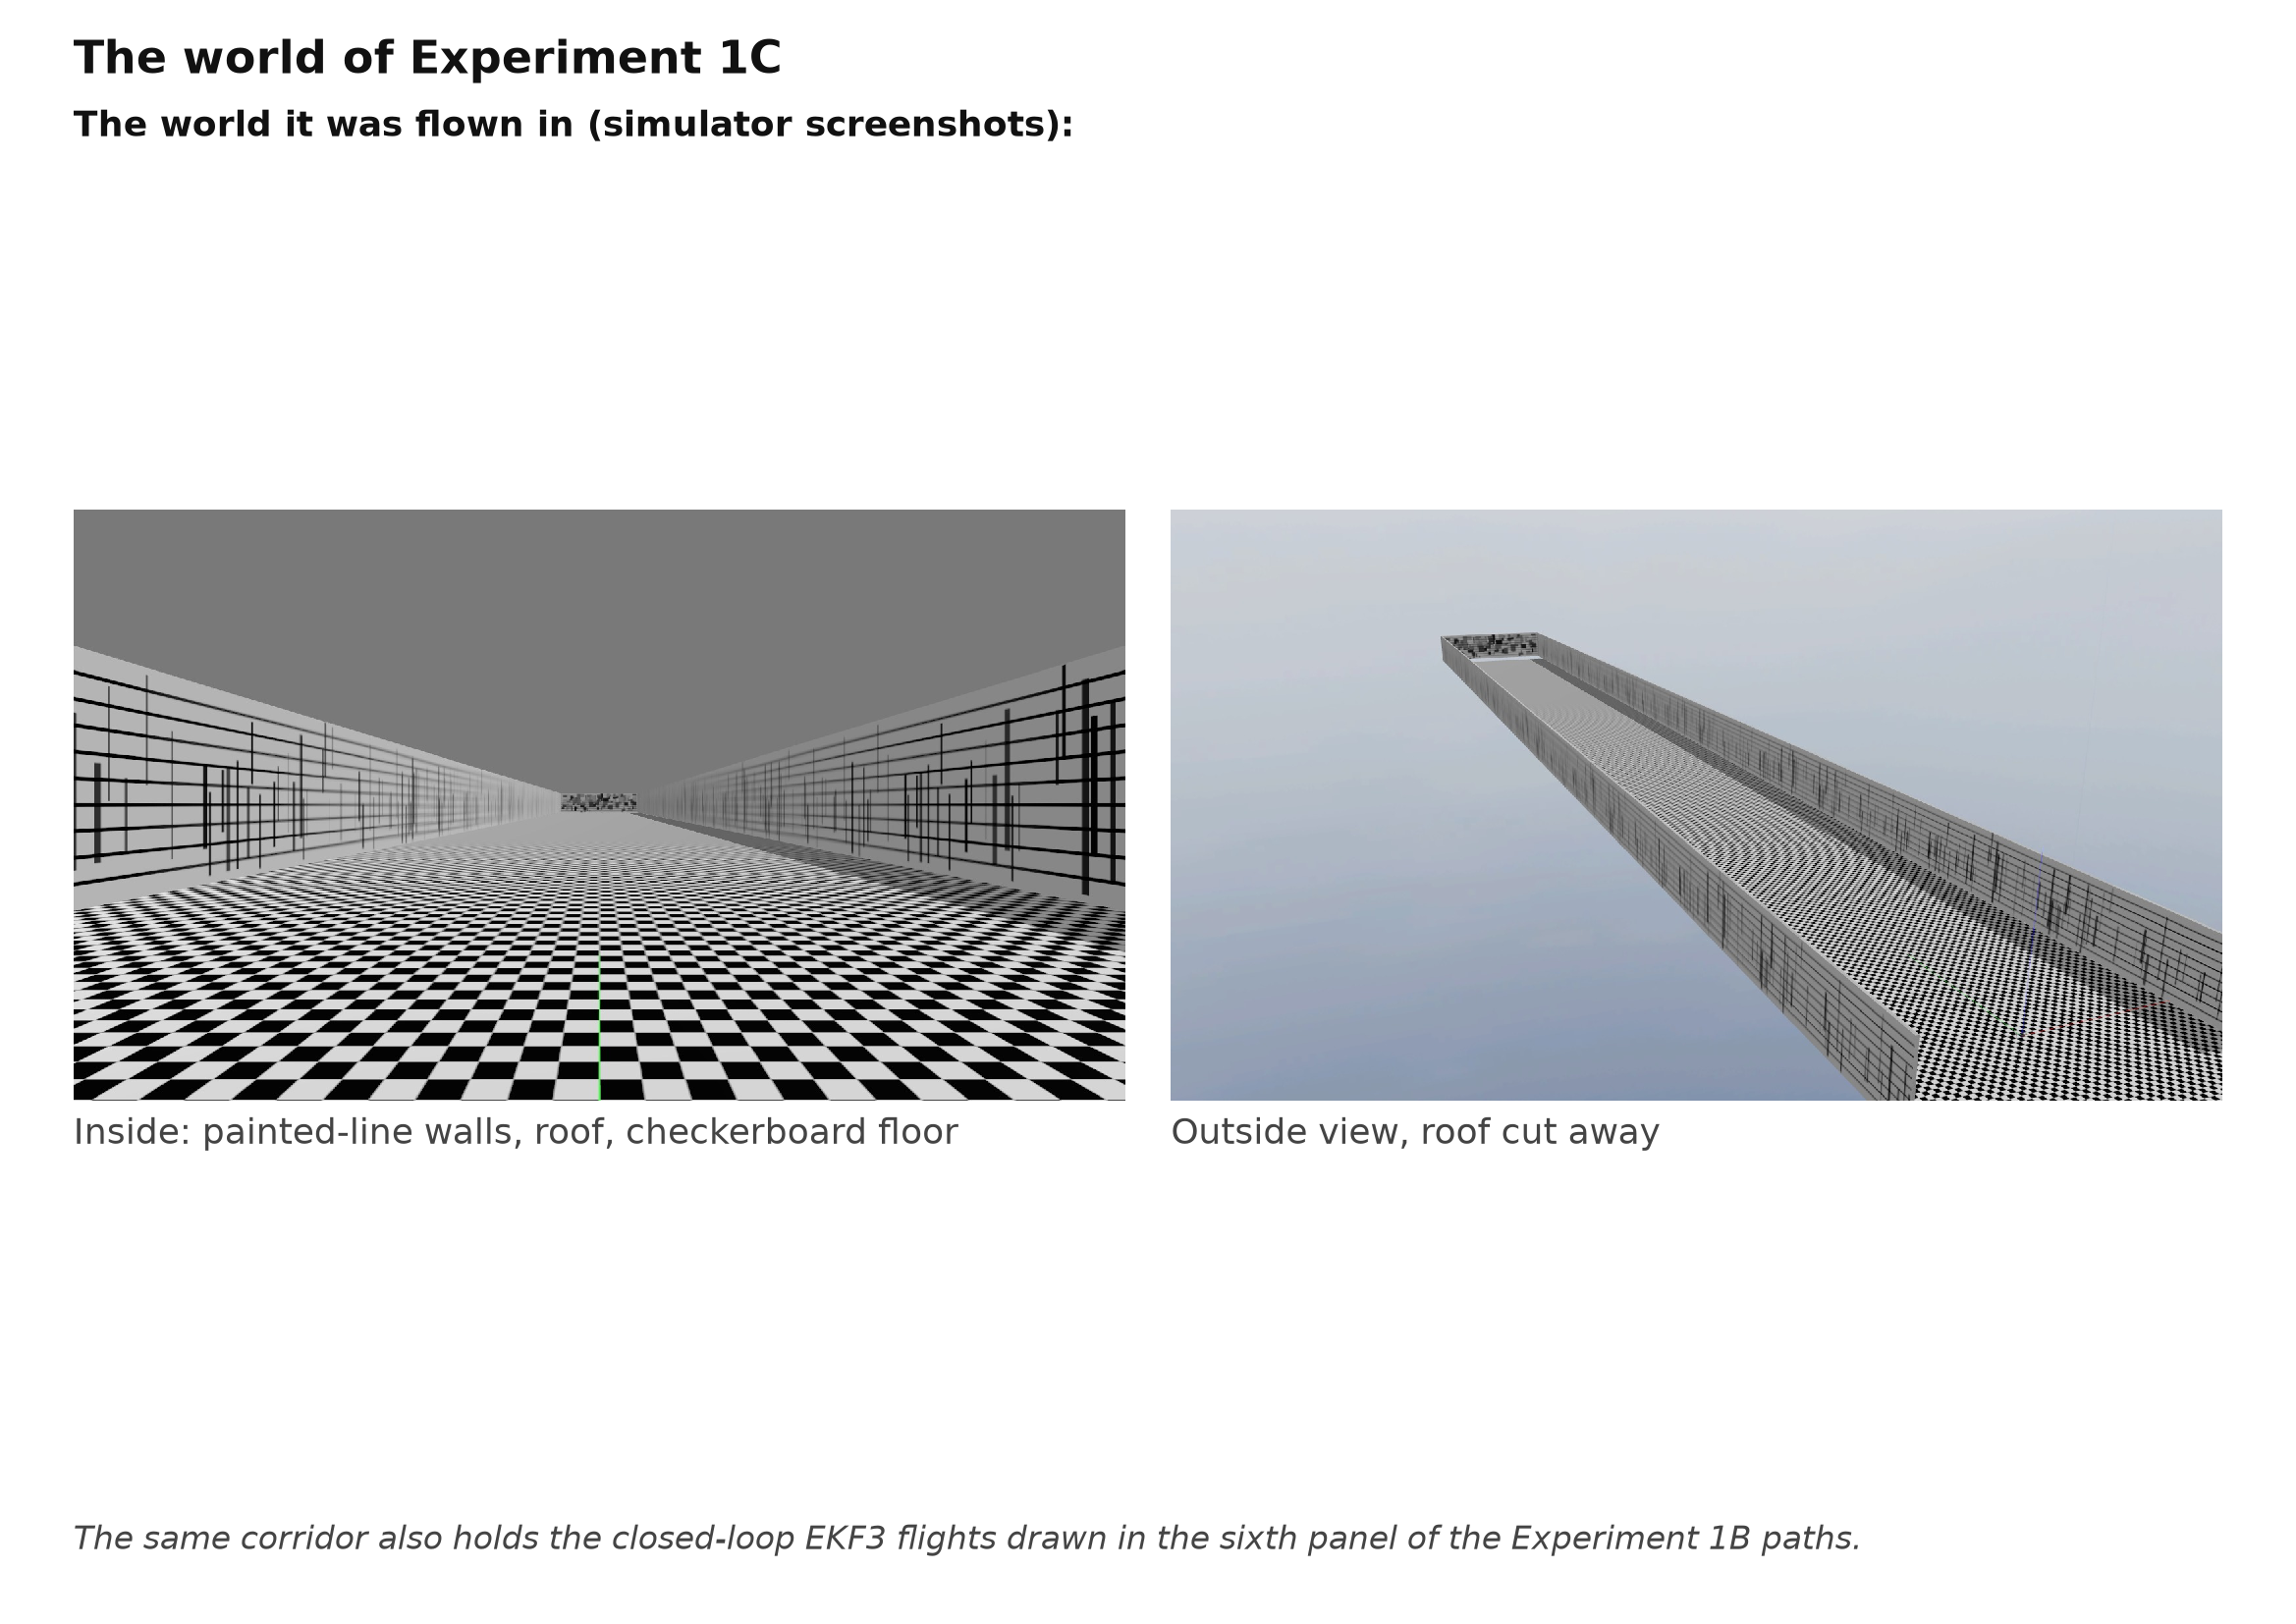 The world of Experiment 1C
The world it was flown in (simulator screenshots):
Inside: painted-line walls, roof, checkerboard floor
Outside view, roof cut away
The same corridor also holds the closed-loop EKF3 flights drawn in the sixth panel of the Experiment 1B paths.